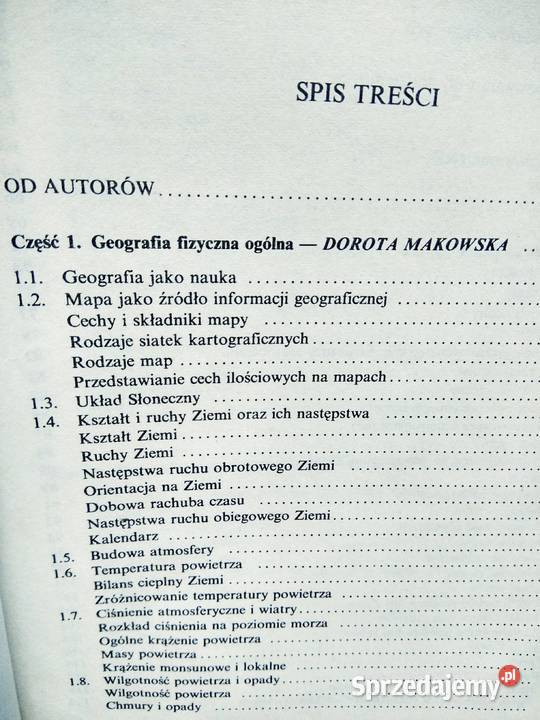 SPIS TREŚCI
OD AUTORÓW
Część 1. Geografia fizyczna ogólna — DOROTA MAKOWSKA
1.1. Geografia jako nauka
1.2. Mapa jako źródło informacji geograficznej
Cechy i składniki mapy
Rodzaje siatek kartograficznych
Rodzaje map
Przedstawianie cech ilościowych na mapach
1.3. Układ Słoneczny
1.4. Kształt i ruchy Ziemi oraz ich następstwa
Kształt Ziemi
Ruchy Ziemi
Następstwa ruchu obrotowego Ziemi
Orientacja na Ziemi
Dobowa rachuba czasu
Następstwa ruchu obiegowego Ziemi
Kalendarz
1.5. Budowa atmosfery
1.6. Temperatura powietrza
Bilans cieplny Ziemi
Zróżnicowanie temperatury powietrza
1.7. Ciśnienie atmosferyczne i wiatry
Rozkład ciśnienia na poziomie morza
Ogólne krążenie powietrza
Masy powietrza
Krążenie monsunowe i lokalne
1.8. Wilgotność powietrza i opady
Wilgotność powietrza
Chmury i opady
Sprzedajemy.pl